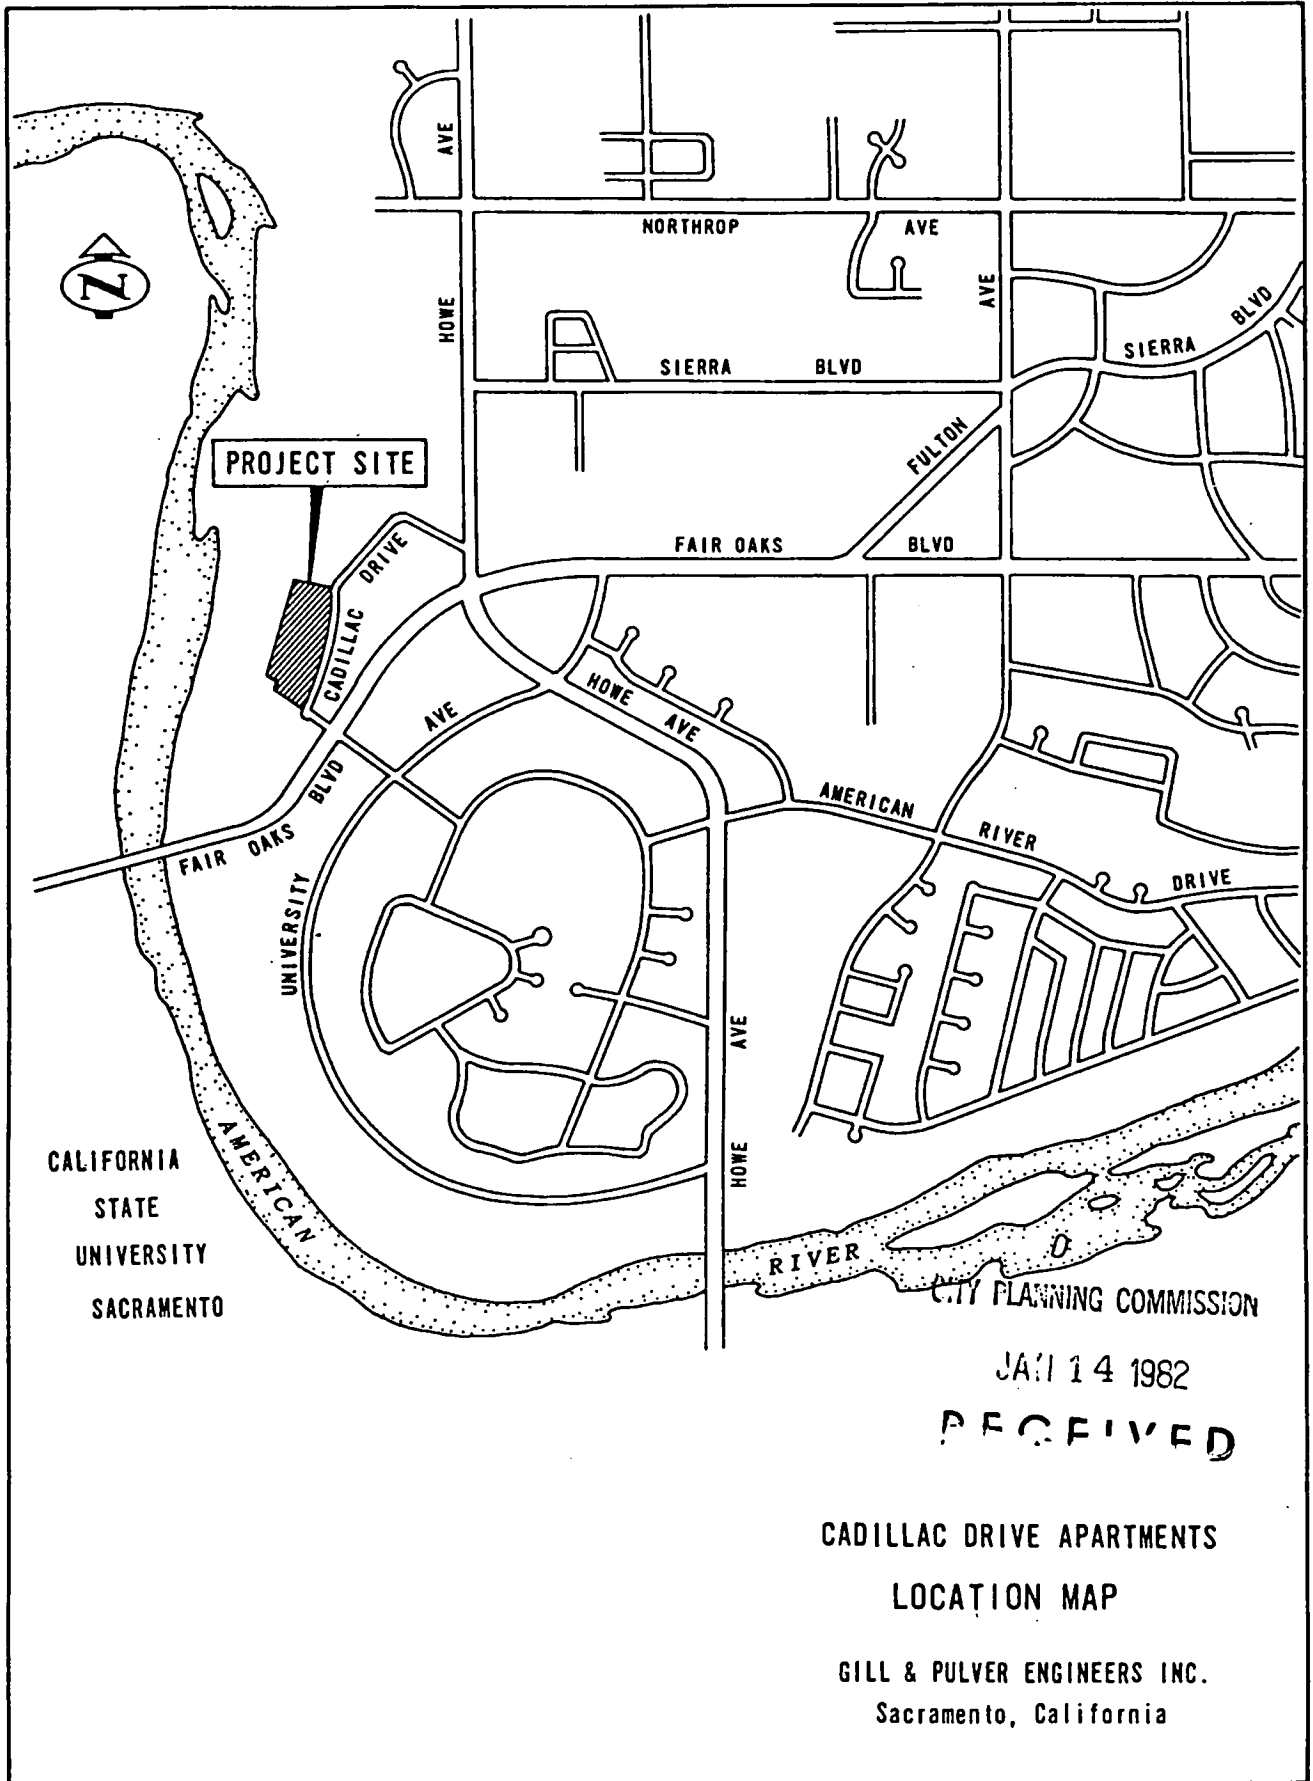 AVE
NORTHROP AVE
N
HOWE
AVE
SIERRA BLVD
SIERRA BLVD
PROJECT SITE
FULTON
FAIR OAKS BLVD
CADILLAC DRIVE
HOWE AVE
AVE
UNIVERSITY
FAIR OAKS BLVD
AMERICAN RIVER DRIVE
HOWE AVE
CALIFORNIA
STATE
UNIVERSITY
SACRAMENTO
AMERICAN RIVER
CITY PLANNING COMMISSION
JAN 14 1982
RECEIVED
CADILLAC DRIVE APARTMENTS
LOCATION MAP
GILL & PULVER ENGINEERS INC.
Sacramento, California